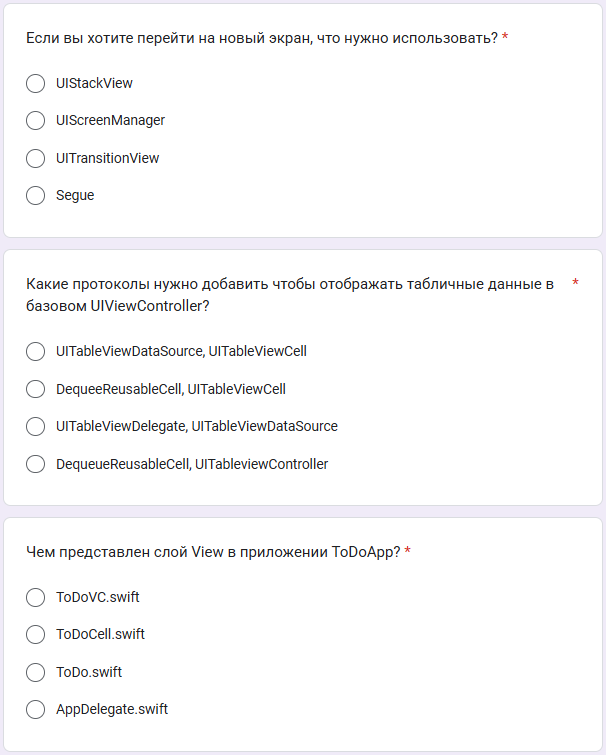 Если вы хотите перейти на новый экран, что нужно использовать? *
UIStackView
UIScreenManager
UITransitionView
Segue
Какие протоколы нужно добавить чтобы отображать табличные данные в *
базовом UIViewController?
UITableViewDataSource, UITableViewCell
DequeeReusableCell, UITableViewCell
UITableViewDelegate, UITableViewDataSource
DequeueReusableCell, UITableviewController
Чем представлен слой View в приложении ToDoApp? *
ToDoVC.swift
ToDoCell.swift
ToDo.swift
AppDelegate.swift